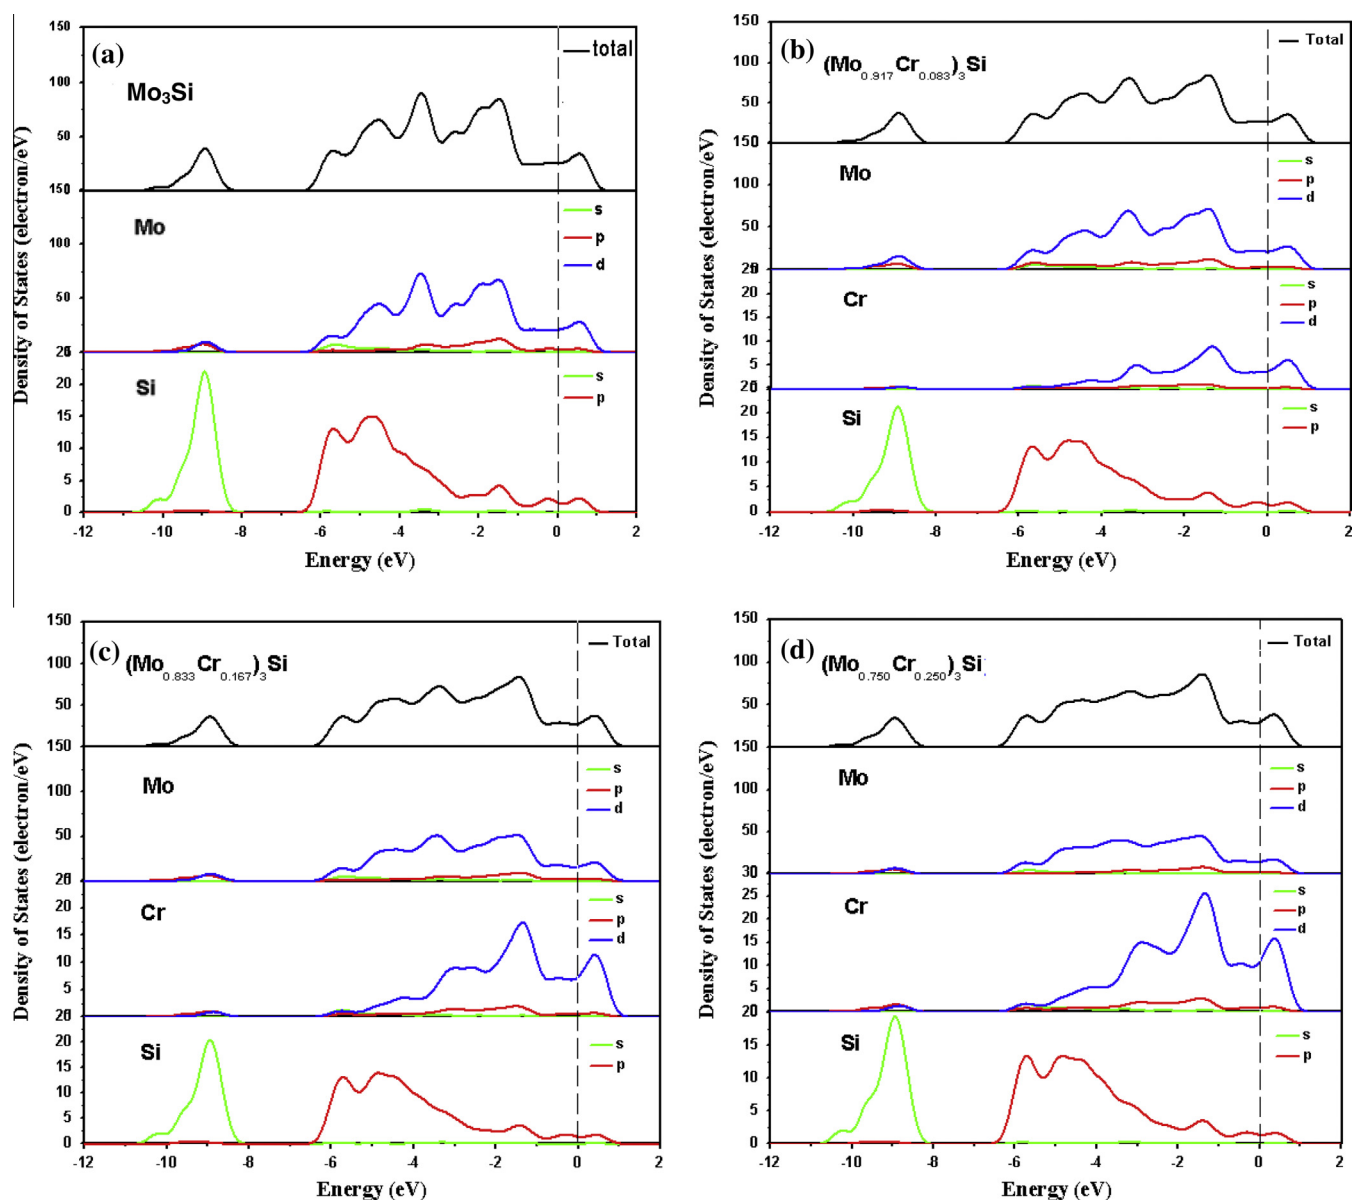 (a)
total
Mo3Si
Mo
s
p
d
Si
s
p
Density of States (electron/eV)
150
100
50
150
100
50
20
15
10
5
0
-12 -10 -8 -6 -4 -2 0 2
Energy (eV)
(b)
Total
(Mo0.917Cr0.083)3Si
Mo
s
p
d
Cr
s
p
d
Si
s
p
Density of States (electron/eV)
150
100
50
150
100
50
20
15
10
5
20
15
10
5
0
-12 -10 -8 -6 -4 -2 0 2
Energy (eV)
(c)
Total
(Mo0.833Cr0.167)3Si
Mo
s
p
d
Cr
s
p
d
Si
s
p
Density of States (electron/eV)
150
100
50
150
100
50
20
15
10
5
20
15
10
5
0
-12 -10 -8 -6 -4 -2 0 2
Energy (eV)
(d)
Total
(Mo0.750Cr0.250)3Si
Mo
s
p
d
Cr
s
p
d
Si
s
p
Density of States (electron/eV)
150
100
50
150
100
50
25
20
15
10
5
15
10
5
0
-12 -10 -8 -6 -4 -2 0 2
Energy (eV)